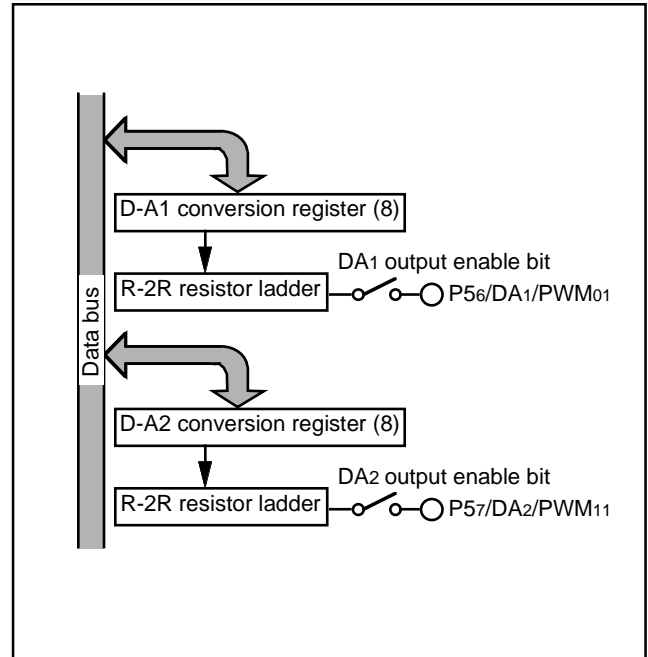 D-A1 conversion register (8)
DA1 output enable bit
R-2R resistor ladder
P56/DA1/PWM01
Data bus
D-A2 conversion register (8)
DA2 output enable bit
R-2R resistor ladder
P57/DA2/PWM11